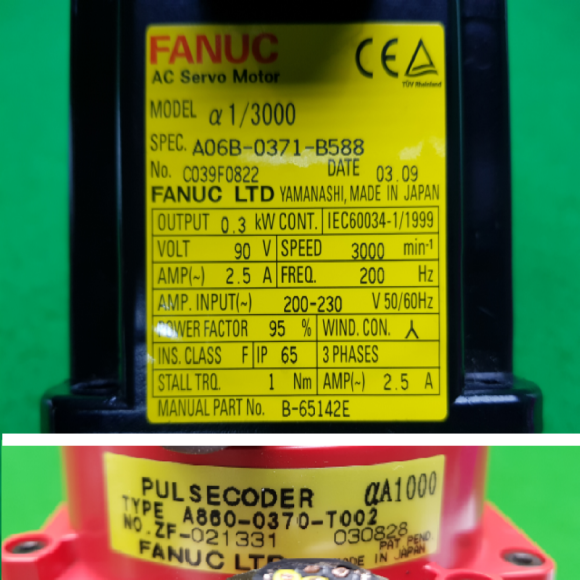 FANUC
AC Servo Motor
CE
TÜV Rheinland
MODEL α1/3000
SPEC. A06B-0371-B588
No. C039F0822 DATE 03.09
FANUC LTD YAMANASHI, MADE IN JAPAN
OUTPUT 0.3 kW CONT. IEC60034-1/1999
VOLT 90 V SPEED 3000 min-1
AMP(~) 2.5 A FREQ. 200 Hz
AMP. INPUT(~) 200-230 V 50/60Hz
POWER FACTOR 95 % WIND. CON. 人
INS. CLASS F IP 65 3 PHASES
STALL TRQ. 1 Nm AMP(~) 2.5 A
MANUAL PART No. B-65142E
PULSECODER αA1000
TYPE A860-0370-T002
NO. ZF-021331 030828
PAT PEND.
FANUC LTD MADE IN JAPAN